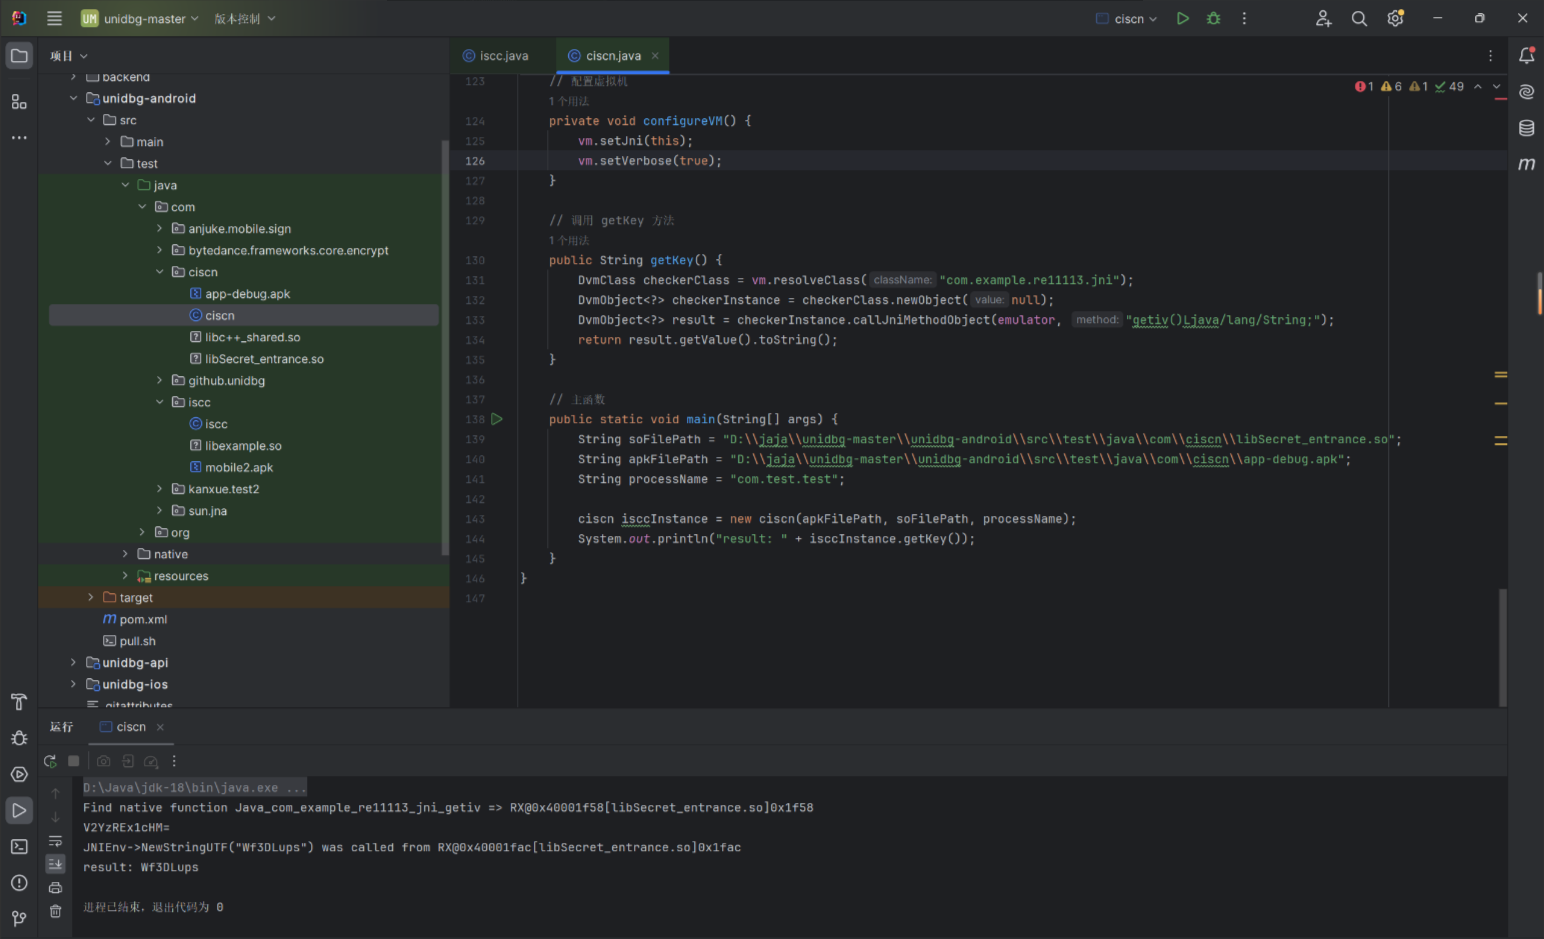 UM unidbg-master 版本控制
ciscn
项目
iscc.java
ciscn.java
backend
unidbg-android
src
main
test
java
com
anjuke.mobile.sign
bytedance.frameworks.core.encrypt
ciscn
app-debug.apk
ciscn
libc++_shared.so
libSecret_entrance.so
github.unidbg
iscc
iscc
libexample.so
mobile2.apk
kanxue.test2
sun.jna
org
native
resources
target
pom.xml
pull.sh
unidbg-api
unidbg-ios
.gitattributes
1 6 1 49
123 // 配置虚拟机
1个用法
124 private void configureVM() {
125 vm.setJni(this);
126 vm.setVerbose(true);
127 }
128
129 // 调用 getKey 方法
1个用法
130 public String getKey() {
131 DvmClass checkerClass = vm.resolveClass( className: "com.example.re11113.jni");
132 DvmObject<?> checkerInstance = checkerClass.newObject( value: null);
133 DvmObject<?> result = checkerInstance.callJniMethodObject(emulator, method: "getiv()Ljava/lang/String;");
134 return result.getValue().toString();
135 }
136
137 // 主函数
138 public static void main(String[] args) {
139 String soFilePath = "D:\\jaja\\unidbg-master\\unidbg-android\\src\\test\\java\\com\\ciscn\\libSecret_entrance.so";
140 String apkFilePath = "D:\\jaja\\unidbg-master\\unidbg-android\\src\\test\\java\\com\\ciscn\\app-debug.apk";
141 String processName = "com.test.test";
142
143 ciscn isccInstance = new ciscn(apkFilePath, soFilePath, processName);
144 System.out.println("result: " + isccInstance.getKey());
145 }
146 }
147
m
运行 ciscn
D:\Java\jdk-18\bin\java.exe ...
Find native function Java_com_example_re11113_jni_getiv => RX@0x40001f58[libSecret_entrance.so]0x1f58
V2YzREx1cHM=
JNIEnv->NewStringUTF("Wf3DLups") was called from RX@0x40001fac[libSecret_entrance.so]0x1fac
result: Wf3DLups
进程已结束，退出代码为 0